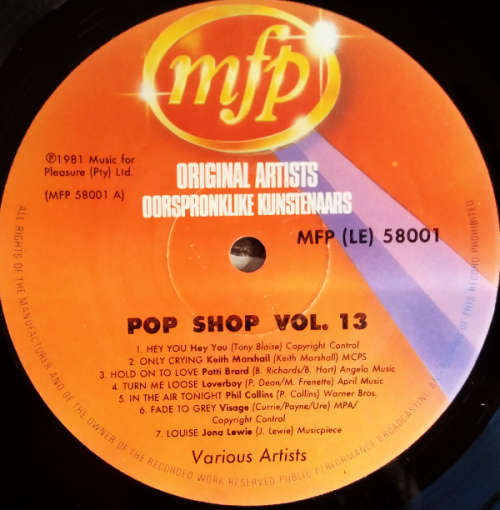 mfp
ORIGINAL ARTISTS
OORSPRONKLIKE KUNSTENAARS
℗1981 Music for
Pleasure (Pty) Ltd.
(MFP 58001 A)
MFP (LE) 58001
POP SHOP VOL. 13
1. HEY YOU Hey You (Tony Blaise) Copyright Control
2. ONLY CRYING Keith Marshall (Keith Marshall) MCPS
3. HOLD ON TO LOVE Patti Brard (B. Richards/B. Hart) Angela Music
4. TURN ME LOOSE Loverboy (P. Dean/M. Frenette) April Music
5. IN THE AIR TONIGHT Phil Collins (P. Collins) Warner Bros.
6. FADE TO GREY Visage (Currie/Payne/Ure) MPA/
Copyright Control
7. LOUISE Jona Lewie (J. Lewie) Musicpiece
Various Artists
ALL RIGHTS OF THE MANUFACTURER AND OF THE OWNER OF THE RECORDED WORK RESERVED PUBLIC PERFORMANCE BROADCASTING OF THIS RECORD PROHIBITED